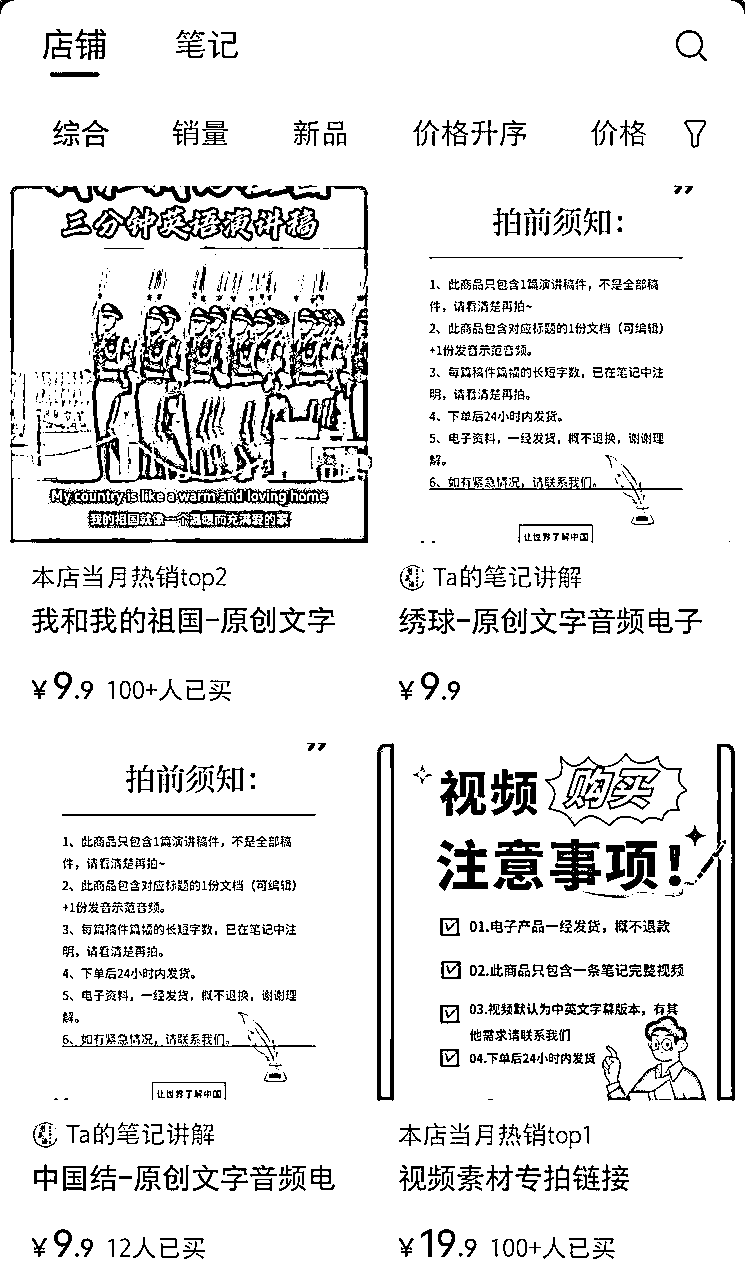 店铺 笔记
综合 销量 新品 价格升序 价格
三分钟英语演讲稿
My country is like a warm and loving home
我的祖国就像一个温暖而充满爱的家
本店当月热销top2
我和我的祖国-原创文字
¥9.9 100+人已买
”
拍前须知：
1、此商品只包含1篇演讲稿件，不是全部稿
件，请看清楚再拍~
2、此商品包含对应标题的1份文档（可编辑）
+1份发音示范音频。
3、每篇稿件篇幅的长短字数，已在笔记中注
明，请看清楚再拍。
4、下单后24小时内发货。
5、电子资料，一经发货，概不退换，谢谢理
解。
6、如有紧急情况，请联系我们。
让世界了解中国
Ta的笔记讲解
绣球-原创文字音频电子
¥9.9
”
拍前须知：
1、此商品只包含1篇演讲稿件，不是全部稿
件，请看清楚再拍~
2、此商品包含对应标题的1份文档（可编辑）
+1份发音示范音频。
3、每篇稿件篇幅的长短字数，已在笔记中注
明，请看清楚再拍。
4、下单后24小时内发货。
5、电子资料，一经发货，概不退换，谢谢理
解。
6、如有紧急情况，请联系我们。
让世界了解中国
Ta的笔记讲解
中国结-原创文字音频电
¥9.9 12人已买
视频购买
注意事项！
01.电子产品一经发货，概不退款
02.此商品只包含一条笔记完整视频
03.视频默认为中英文字幕版本，有其
他需求请联系我们
04.下单后24小时内发货
本店当月热销top1
视频素材专拍链接
¥19.9 100+人已买